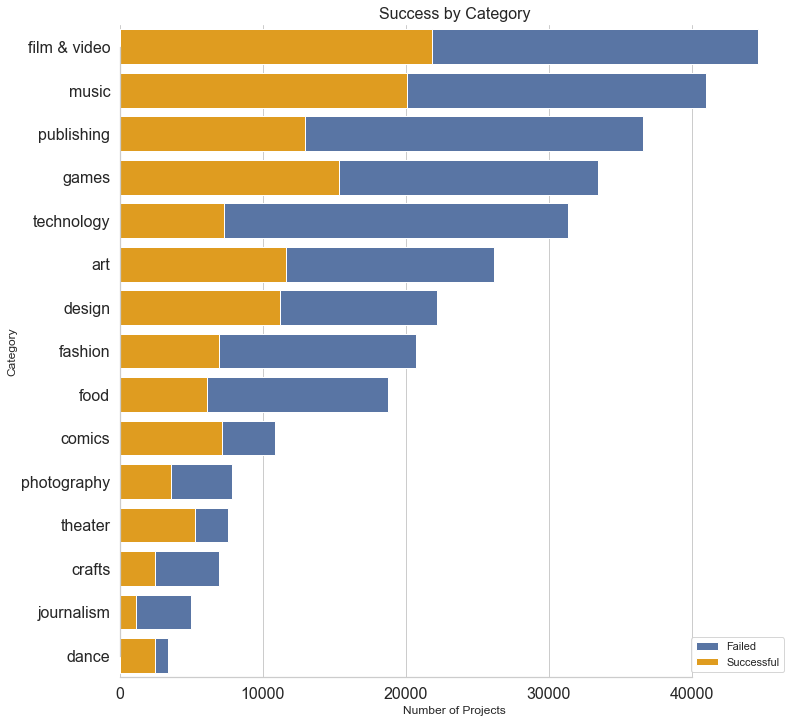 Success by Category
film & video
music
publishing
games
technology
art
design
fashion
food
comics
photography
theater
crafts
journalism
dance
Category
0 10000 20000 30000 40000
Number of Projects
Failed
Successful